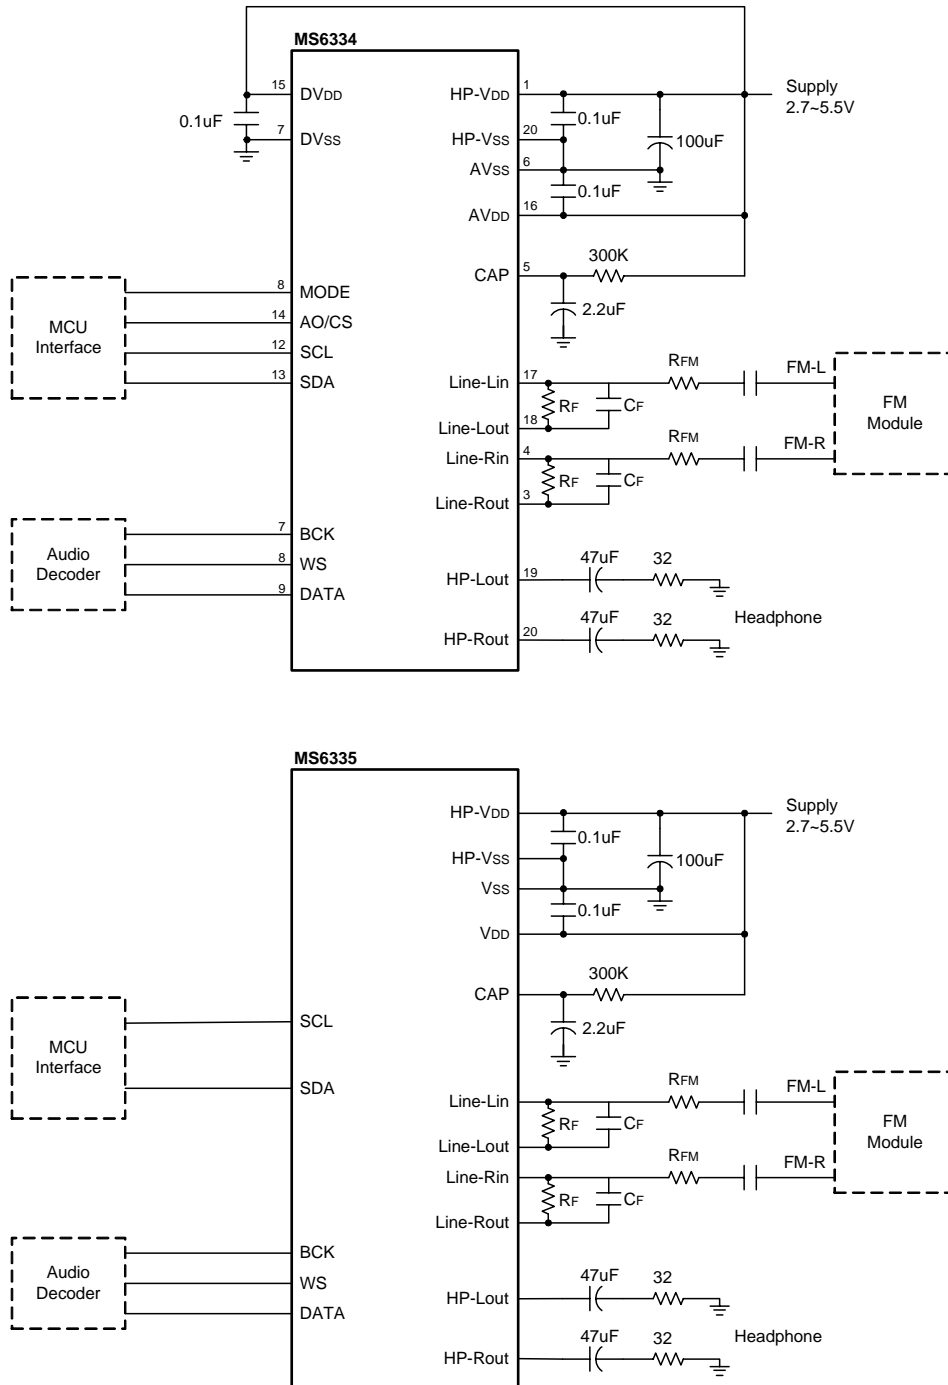 MS6334
15 DVDD
0.1uF
7 DVSS
HP-VDD 1
Supply
2.7~5.5V
0.1uF
HP-VSS 20
100uF
AVSS 6
0.1uF
AVDD 16
300K
CAP 5
2.2uF
MCU
Interface
8 MODE
14 AO/CS
12 SCL
13 SDA
Line-Lin 17
RFM
FM-L
RF
CF
Line-Lout 18
FM
Module
Line-Rin 4
RFM
FM-R
RF
CF
Line-Rout 3
Audio
Decoder
7 BCK
8 WS
9 DATA
47uF
32
HP-Lout 19
47uF
32
Headphone
HP-Rout 20
MS6335
HP-VDD
Supply
2.7~5.5V
0.1uF
HP-VSS
100uF
VSS
0.1uF
VDD
300K
CAP
2.2uF
MCU
Interface
SCL
SDA
Line-Lin
RFM
FM-L
RF
CF
Line-Lout
FM
Module
Line-Rin
RFM
FM-R
RF
CF
Line-Rout
Audio
Decoder
BCK
WS
DATA
47uF
32
HP-Lout
47uF
32
Headphone
HP-Rout